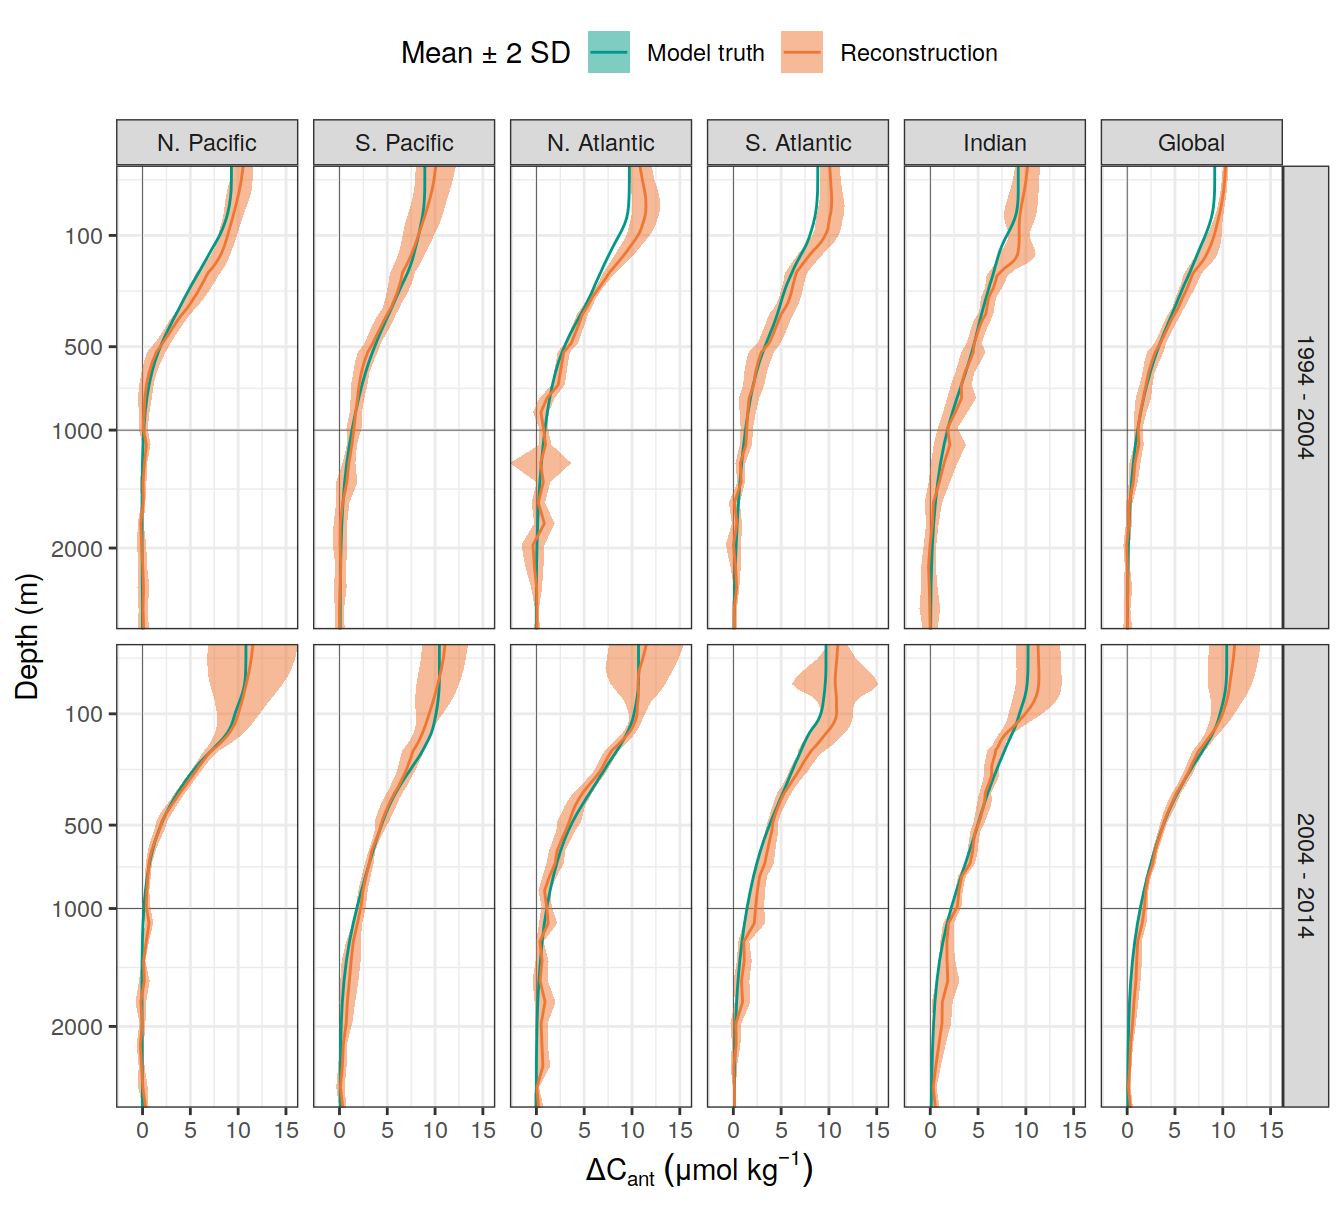 Mean ± 2 SD Model truth Reconstruction
N. Pacific S. Pacific N. Atlantic S. Atlantic Indian Global
100
500
1000
2000
1994 - 2004
Depth (m)
100
500
1000
2000
2004 - 2014
0 5 10 15 0 5 10 15 0 5 10 15 0 5 10 15 0 5 10 15 0 5 10 15
ΔCant (μmol kg⁻¹)